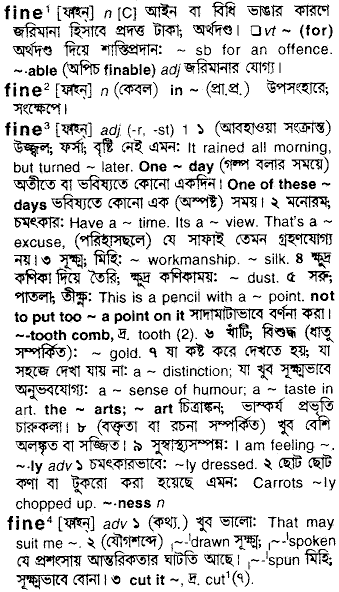 fine¹ [ফাইন্] n [C] আইন বা বিধি ভাঙার কারণে
জরিমানা হিসাবে প্রদত্ত টাকা; অর্থদণ্ড। □vt ~ (for)
অর্থদণ্ড দিয়ে শাস্তিপ্রদান: ~ sb for an offence.
~·able (অপিচ finable) adj জরিমানার যোগ্য।
fine² [ফাইন্] n (কেবল) in ~ (প্রা.প্র.) উপসংহারে;
সংক্ষেপে।
fine³ [ফাইন্] adj (-r, -st) 1 ১ (আবহাওয়া সংক্রান্ত)
উজ্জ্বল; ফর্সা; বৃষ্টি নেই এমন: It rained all morning,
but turned ~ later. One ~ day (গল্প বলার সময়ে)
অতীতে বা ভবিষ্যতে কোনো একদিন। One of these ~
days ভবিষ্যতে কোনো এক (অস্পষ্ট) সময়। ২ মনোরম;
চমৎকার: Have a ~ time. Its a ~ view. That's a ~
excuse, (পরিহাসছলে) যে সাফাই তেমন গ্রহণযোগ্য
নয়। ৩ সূক্ষ্ম; মিহি: ~ workmanship. ~ silk. ৪ ক্ষুদ্র
কণিকা দিয়ে তৈরি; ক্ষুদ্র কণিকাময়: ~ dust. ৫ সরু;
পাতলা; তীক্ষ্ণ: This is a pencil with a ~ point. not
to put too ~ a point on it সাদামাটাভাবে বর্ণনা করা।
~-tooth comb, দ্র. tooth (2). ৬ খাঁটি; বিশুদ্ধ (ধাতু
সম্পর্কিত): ~ gold. ৭ যা কষ্ট করে দেখতে হয়; যা
সহজে দেখা যায় না: a ~ distinction; যা খুব সূক্ষ্মভাবে
অনুভবযোগ্য: a ~ sense of humour; a ~ taste in
art. the ~ arts; ~ art চিত্রাঙ্কন; ভাস্কর্য প্রভৃতি
চারুকলা। ৮ (বক্তৃতা বা রচনা সম্পর্কিত) খুব বেশি
অলঙ্কৃত বা সজ্জিত। ৯ সুস্বাস্থ্যসম্পন্ন: I am feeling ~.
~·ly adv ১ চমৎকারভাবে: ~ly dressed. ২ ছোট ছোট
কণা বা টুকরো করা হয়েছে এমন: Carrots ~ly
chopped up. ~·ness n
fine⁴ [ফাইন্] adv ১ (কথ্য.) খুব ভালো: That may
suit me ~. ২ (যৌগশব্দে) ˌ~-ˈdrawn সূক্ষ্ম; ˌ~-ˈspoken
যে প্রশংসায় আন্তরিকতার ঘাটতি আছে। ˌ~-ˈspun মিহি;
সূক্ষ্মভাবে বোনা। ৩ cut it ~, দ্র. cut¹(৭).